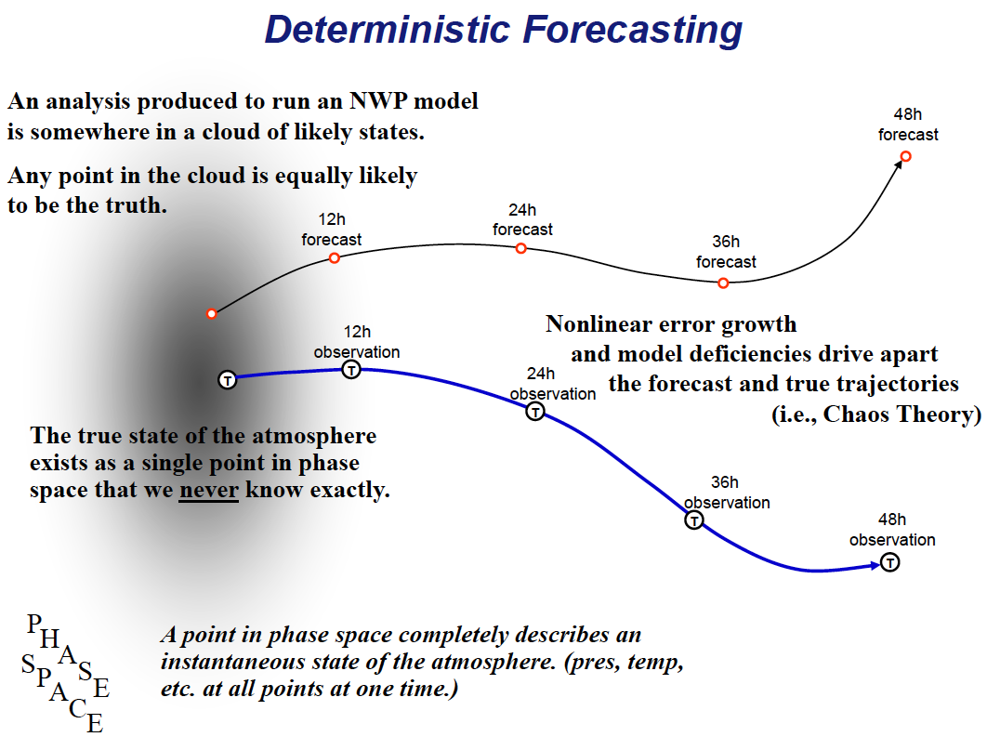 Deterministic Forecasting
An analysis produced to run an NWP model
is somewhere in a cloud of likely states.
Any point in the cloud is equally likely
to be the truth.
12h
forecast
24h
forecast
36h
forecast
48h
forecast
12h
observation
24h
observation
36h
observation
48h
observation
T
T
T
T
T
Nonlinear error growth
and model deficiencies drive apart
the forecast and true trajectories
(i.e., Chaos Theory)
The true state of the atmosphere
exists as a single point in phase
space that we never know exactly.
PHASE
SPACE
A point in phase space completely describes an
instantaneous state of the atmosphere. (pres, temp,
etc. at all points at one time.)